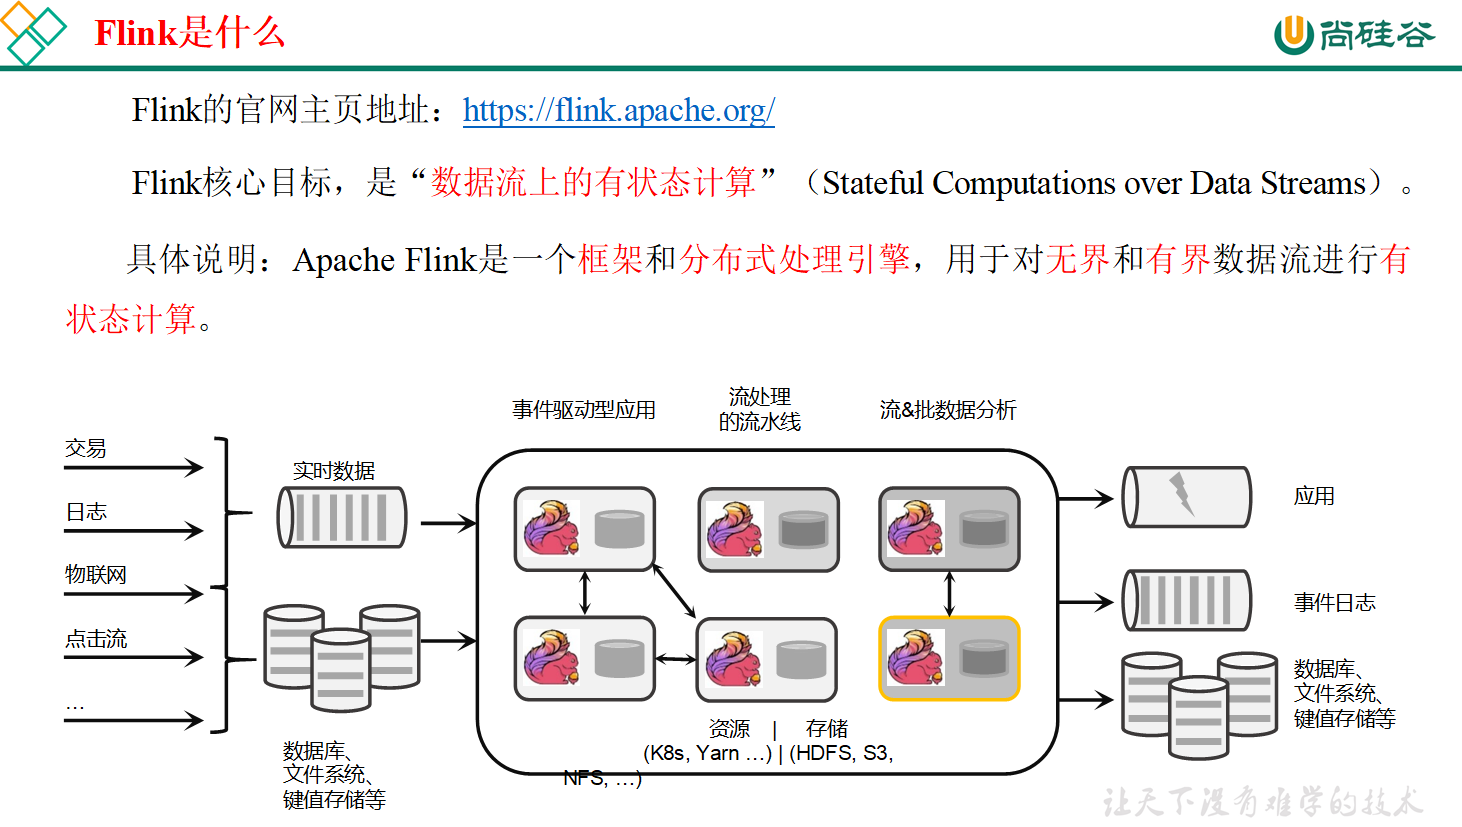 Flink是什么
尚硅谷
Flink的官网主页地址：https://flink.apache.org/
Flink核心目标，是“数据流上的有状态计算”（Stateful Computations over Data Streams）。
具体说明：Apache Flink是一个框架和分布式处理引擎，用于对无界和有界数据流进行有
状态计算。
事件驱动型应用
流处理
的流水线
流&批数据分析
交易
日志
物联网
点击流
...
实时数据
数据库、
文件系统、
键值存储等
资源 | 存储
(K8s, Yarn ...) | (HDFS, S3,
NFS, ...)
应用
事件日志
数据库、
文件系统、
键值存储等
让天下没有难学的技术